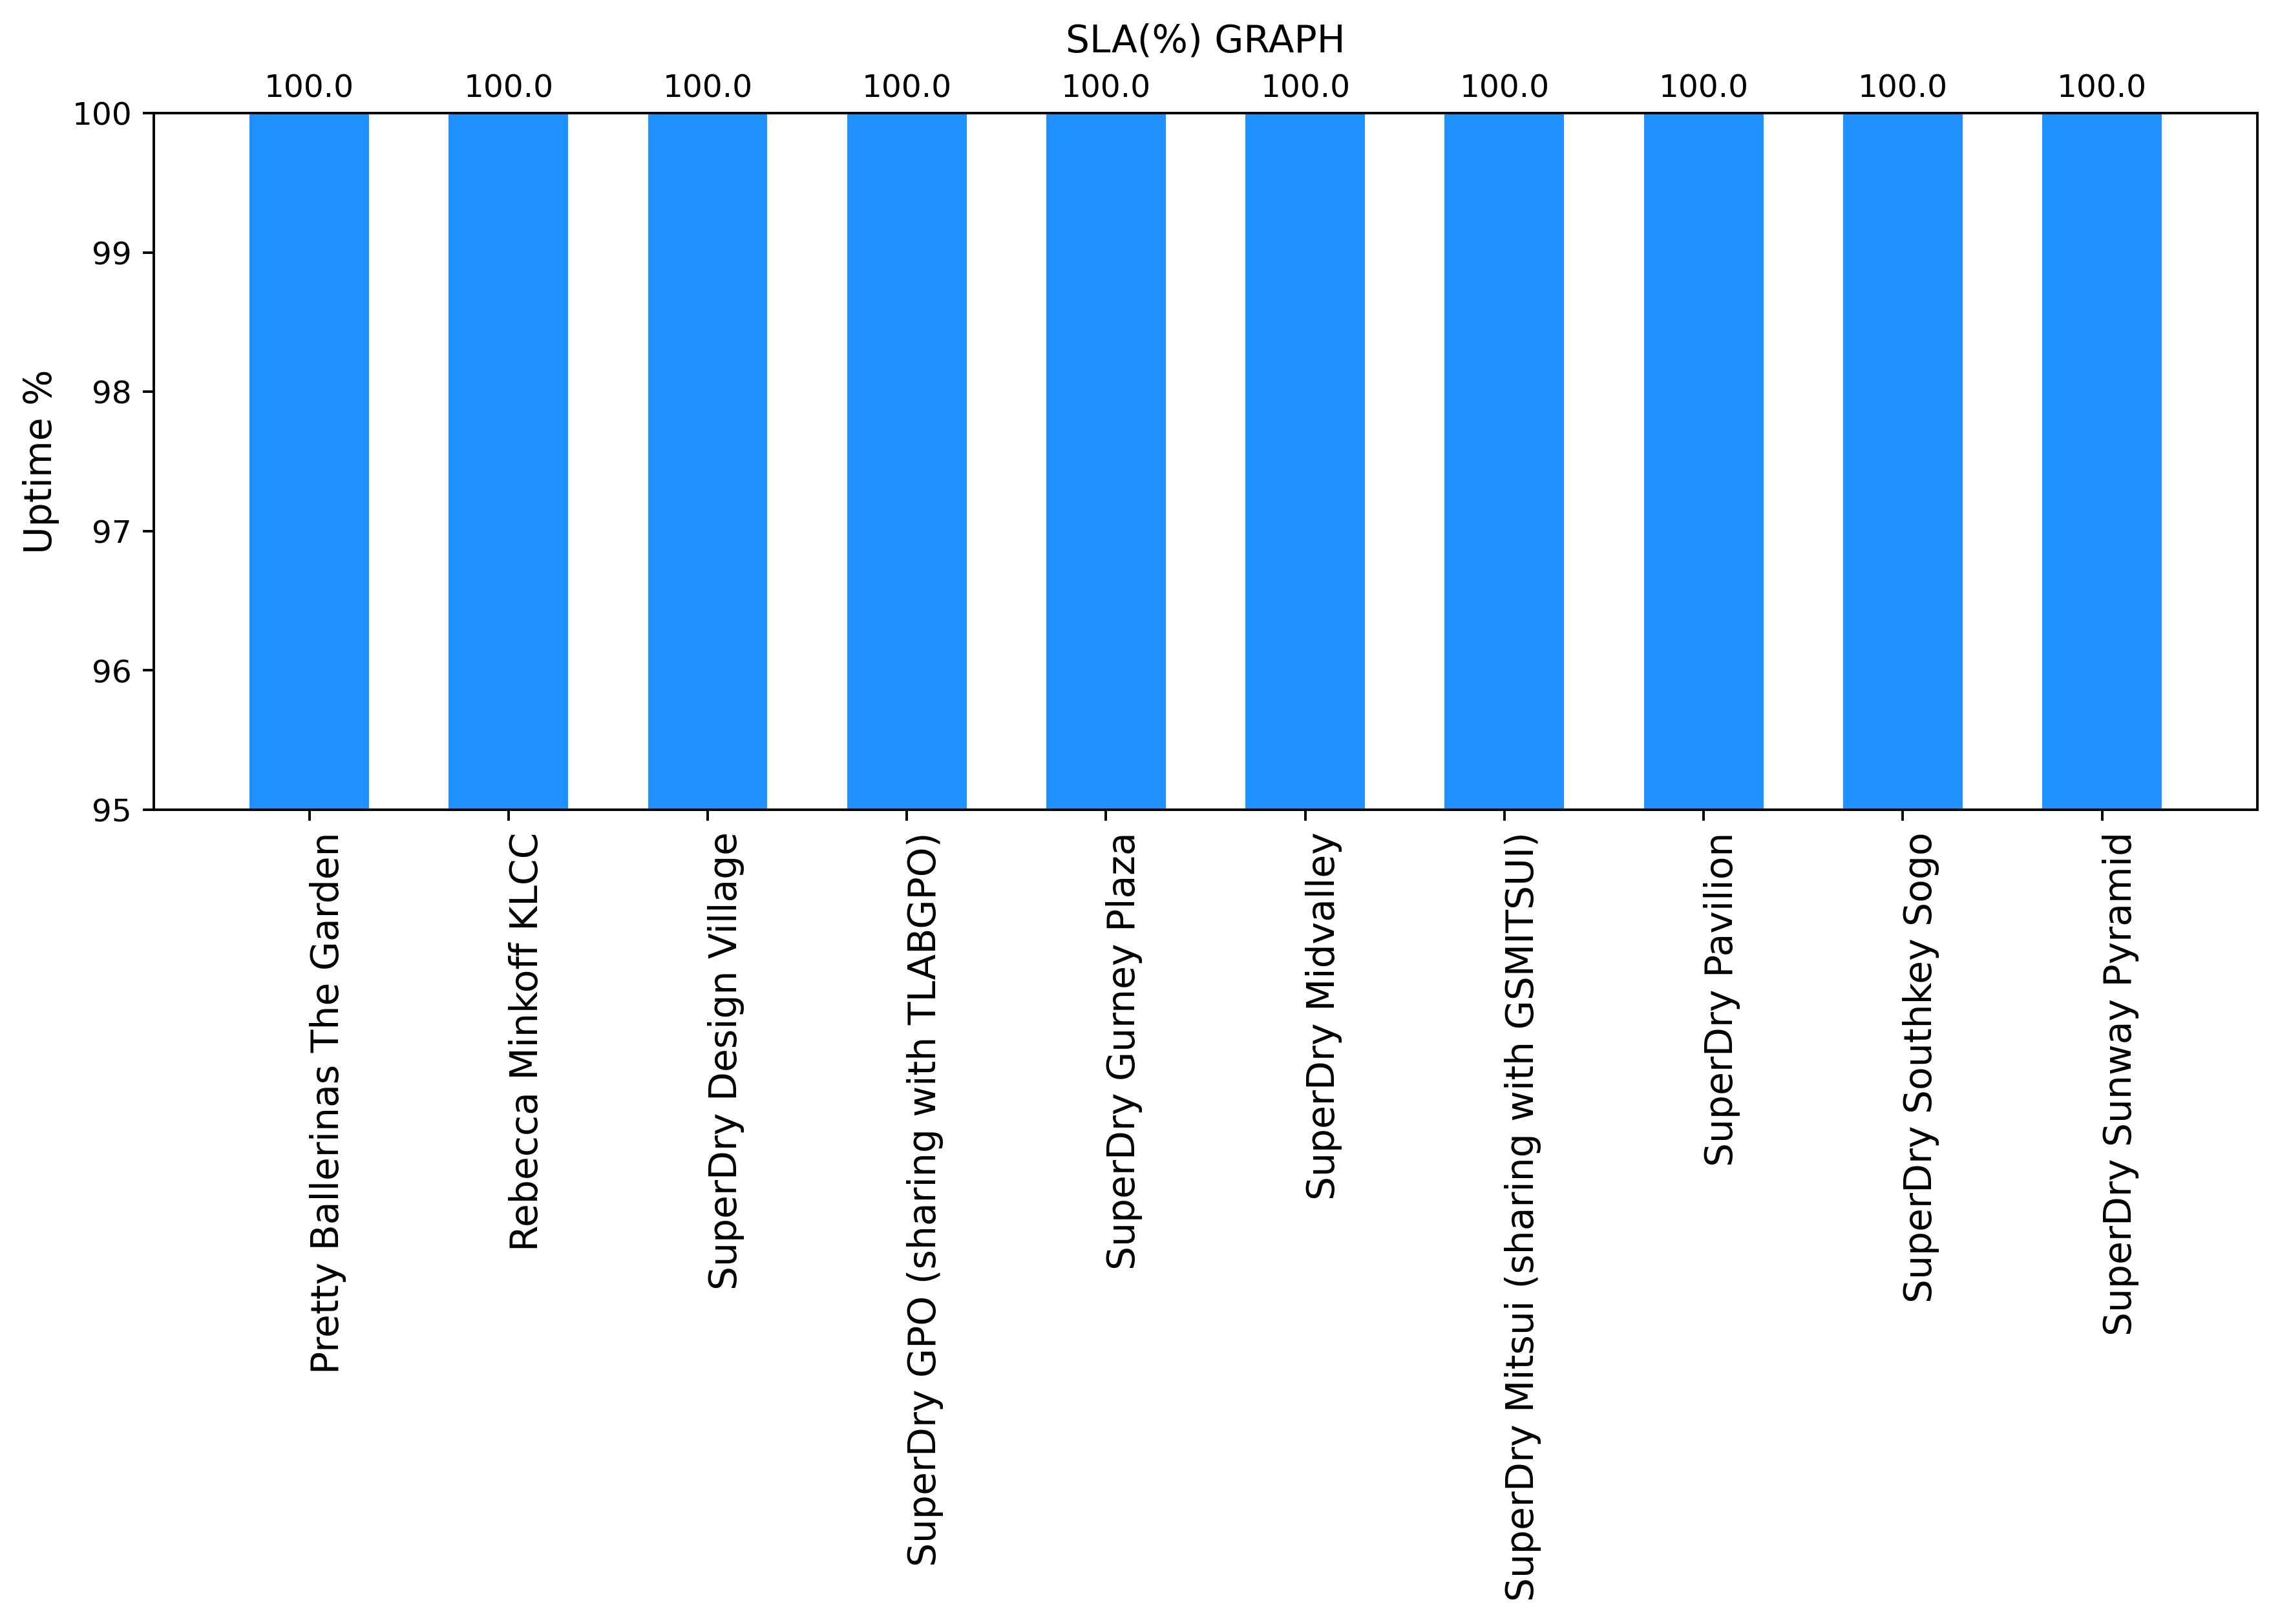 SLA(%) GRAPH
100.0 100.0 100.0 100.0 100.0 100.0 100.0 100.0 100.0 100.0
100
99
98
97
96
95
Uptime %
Pretty Ballerinas The Garden
Rebecca Minkoff KLCC
SuperDry Design Village
SuperDry GPO (sharing with TLABGPO)
SuperDry Gurney Plaza
SuperDry Midvalley
SuperDry Mitsui (sharing with GSMITSUI)
SuperDry Pavilion
SuperDry Southkey Sogo
SuperDry Sunway Pyramid